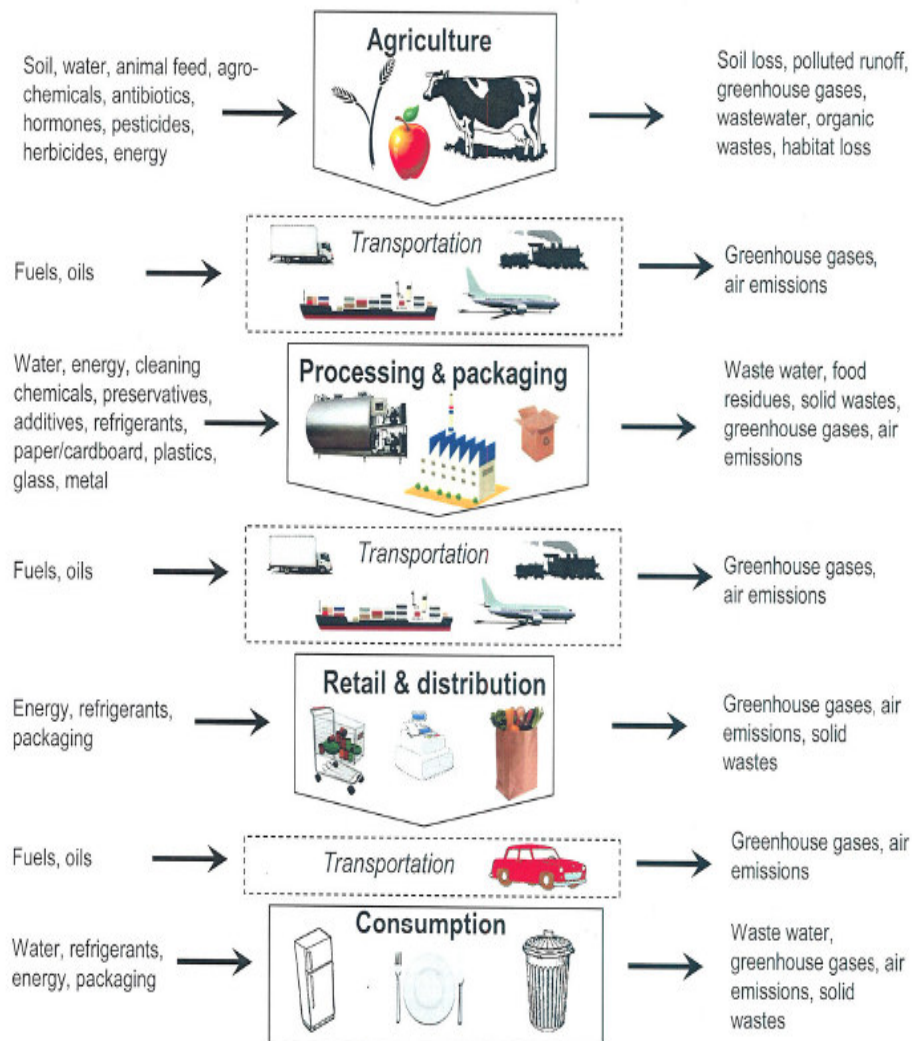 Agriculture
Soil, water, animal feed, agro-
chemicals, antibiotics,
hormones, pesticides,
herbicides, energy
Soil loss, polluted runoff,
greenhouse gases,
wastewater, organic
wastes, habitat loss
Transportation
Fuels, oils
Greenhouse gases,
air emissions
Processing & packaging
Water, energy, cleaning
chemicals, preservatives,
additives, refrigerants,
paper/cardboard, plastics,
glass, metal
Waste water, food
residues, solid wastes,
greenhouse gases, air
emissions
Transportation
Fuels, oils
Greenhouse gases,
air emissions
Retail & distribution
Energy, refrigerants,
packaging
Greenhouse gases, air
emissions, solid
wastes
Transportation
Fuels, oils
Greenhouse gases, air
emissions
Consumption
Water, refrigerants,
energy, packaging
Waste water,
greenhouse gases, air
emissions, solid
wastes